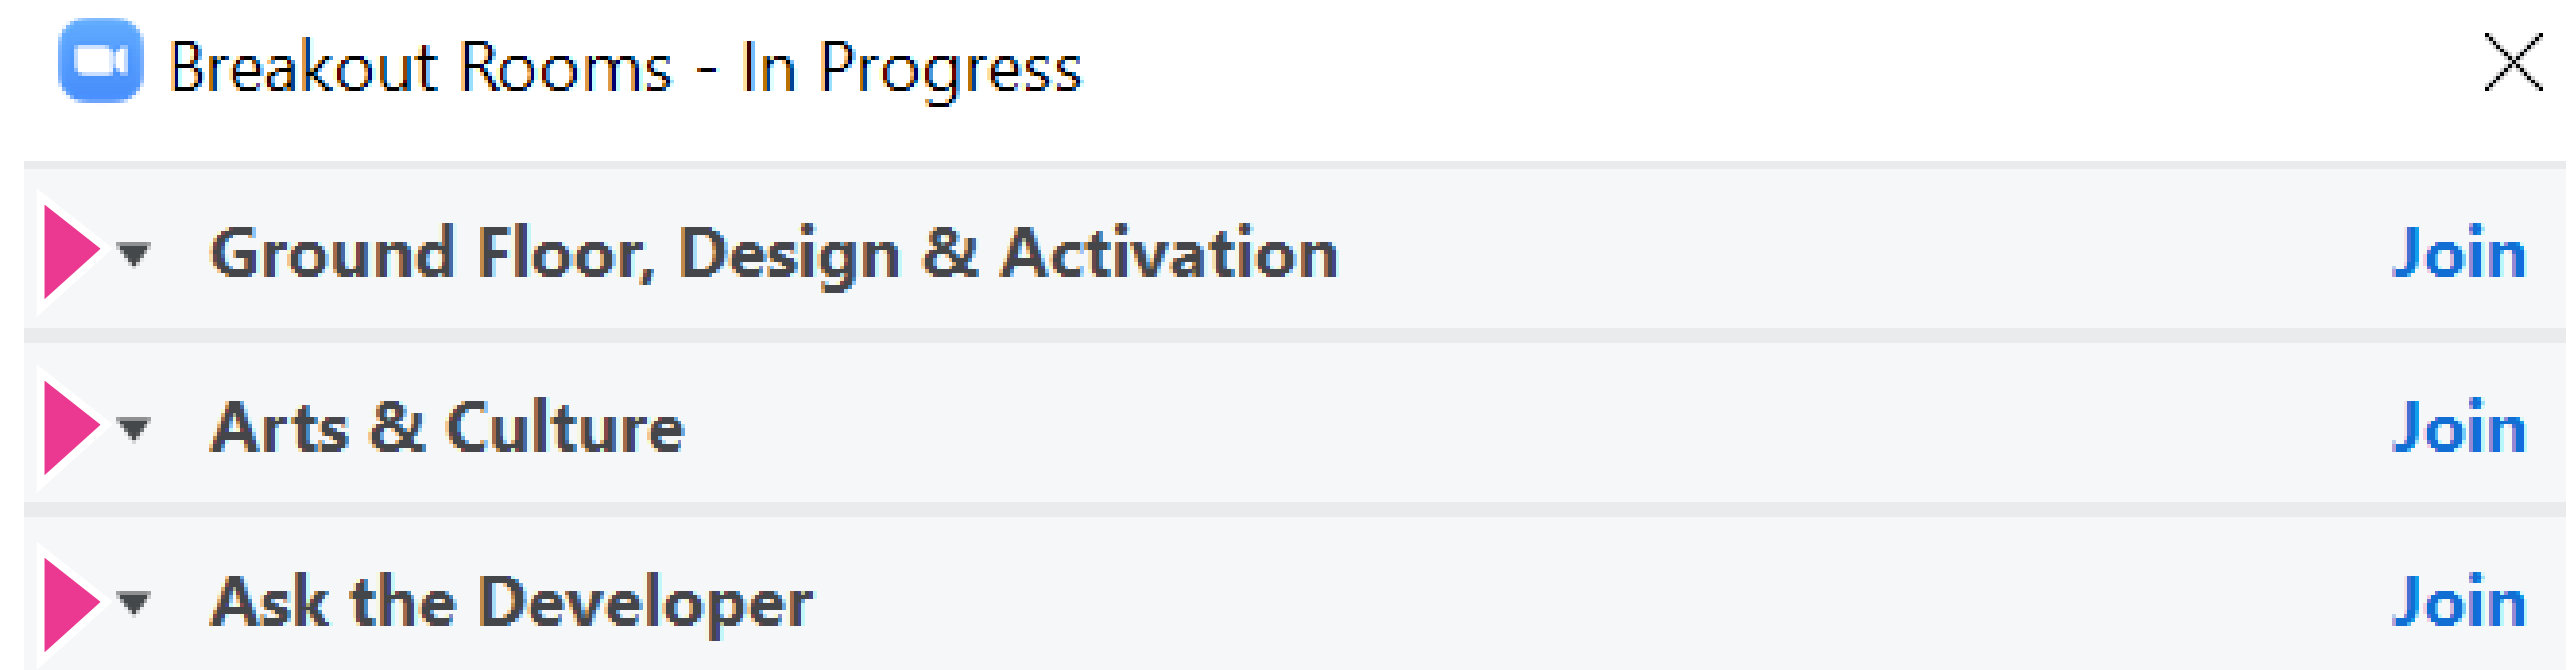 Breakout Rooms - In Progress
Ground Floor, Design & Activation Join
Arts & Culture Join
Ask the Developer Join